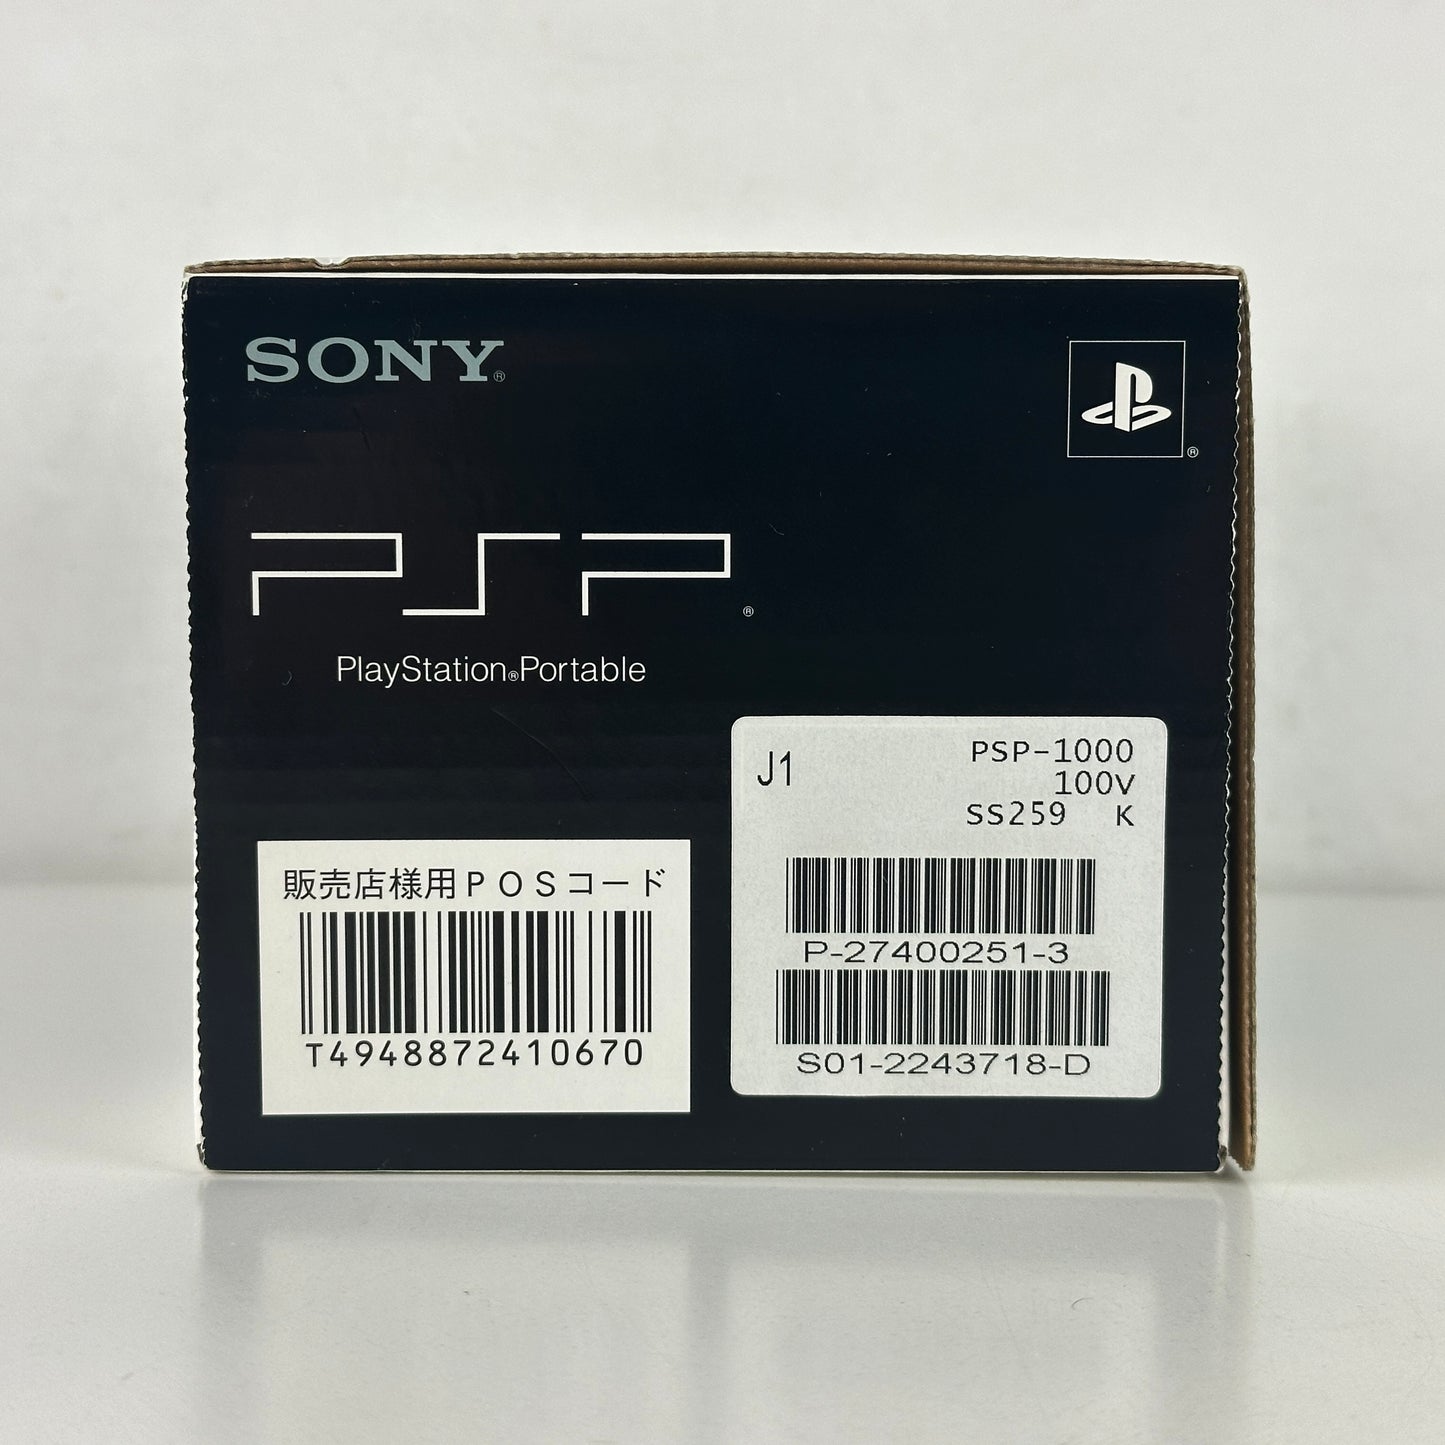 SONY®
®
PSP®
PlayStation®Portable
J1
PSP-1000
100V
SS259 K
P-27400251-3
S01-2243718-D
販売店様用POSコード
T4948872410670